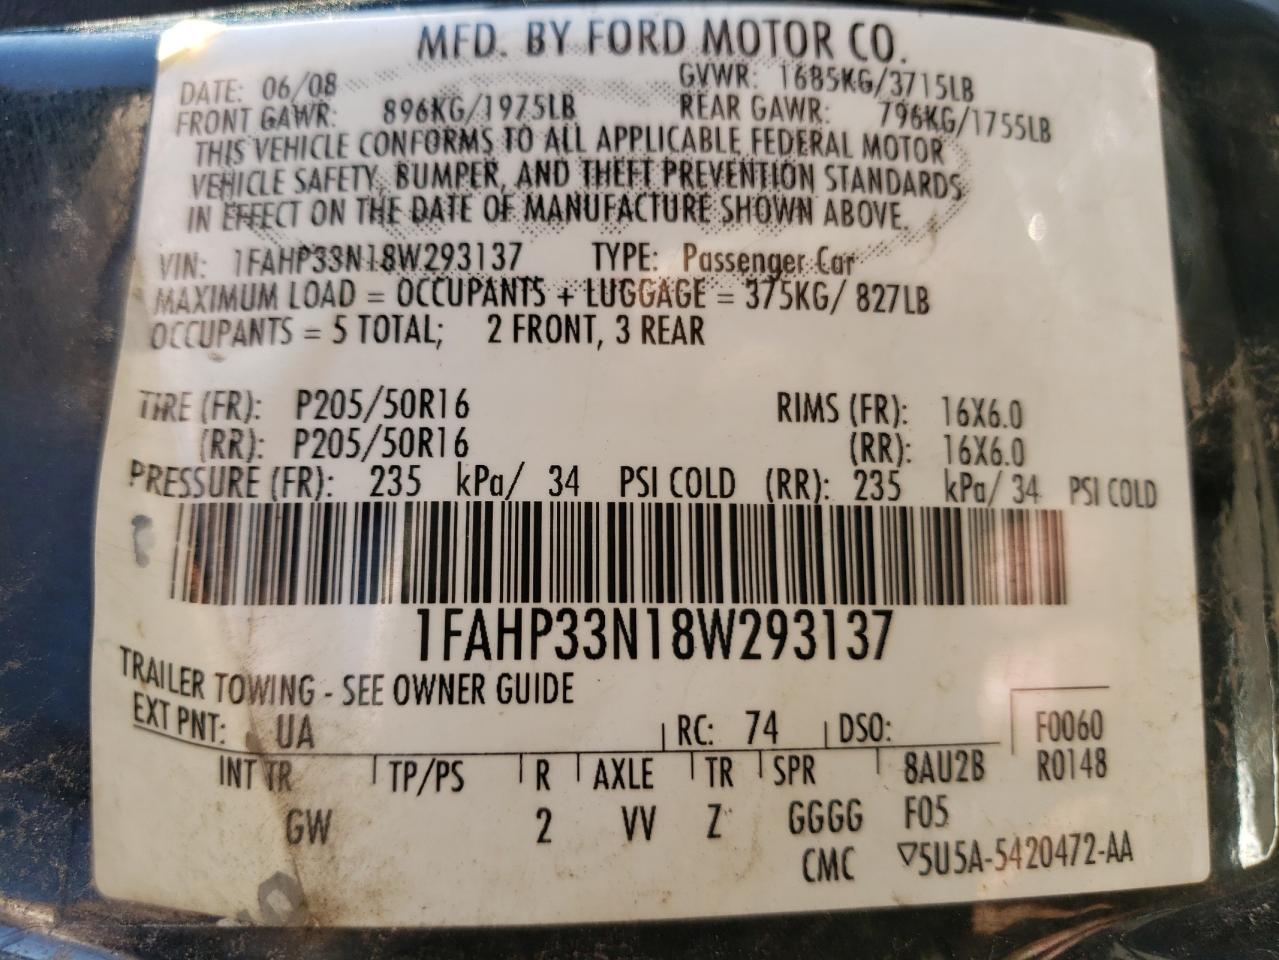 MFD. BY FORD MOTOR CO.
DATE: 06/08 GVWR: 1685KG/3715LB
FRONT GAWR: 896KG/1975LB REAR GAWR: 796KG/1755LB
THIS VEHICLE CONFORMS TO ALL APPLICABLE FEDERAL MOTOR
VEHICLE SAFETY, BUMPER, AND THEFT PREVENTION STANDARDS
IN EFFECT ON THE DATE OF MANUFACTURE SHOWN ABOVE.
VIN: 1FAHP33N18W293137 TYPE: Passenger Car
MAXIMUM LOAD = OCCUPANTS + LUGGAGE = 375KG/ 827LB
OCCUPANTS = 5 TOTAL; 2 FRONT, 3 REAR
TIRE (FR): P205/50R16 RIMS (FR): 16X6.0
(RR): P205/50R16 (RR): 16X6.0
PRESSURE (FR): 235 kPa/ 34 PSI COLD (RR): 235 kPa/ 34 PSI COLD
1FAHP33N18W293137
TRAILER TOWING - SEE OWNER GUIDE
EXT PNT: UA RC: 74 DSO: F0060
INT TR TP/PS R AXLE TR SPR 8AU2B R0148
GW 2 VV Z GGGG F05
CMC ▽5U5A-5420472-AA